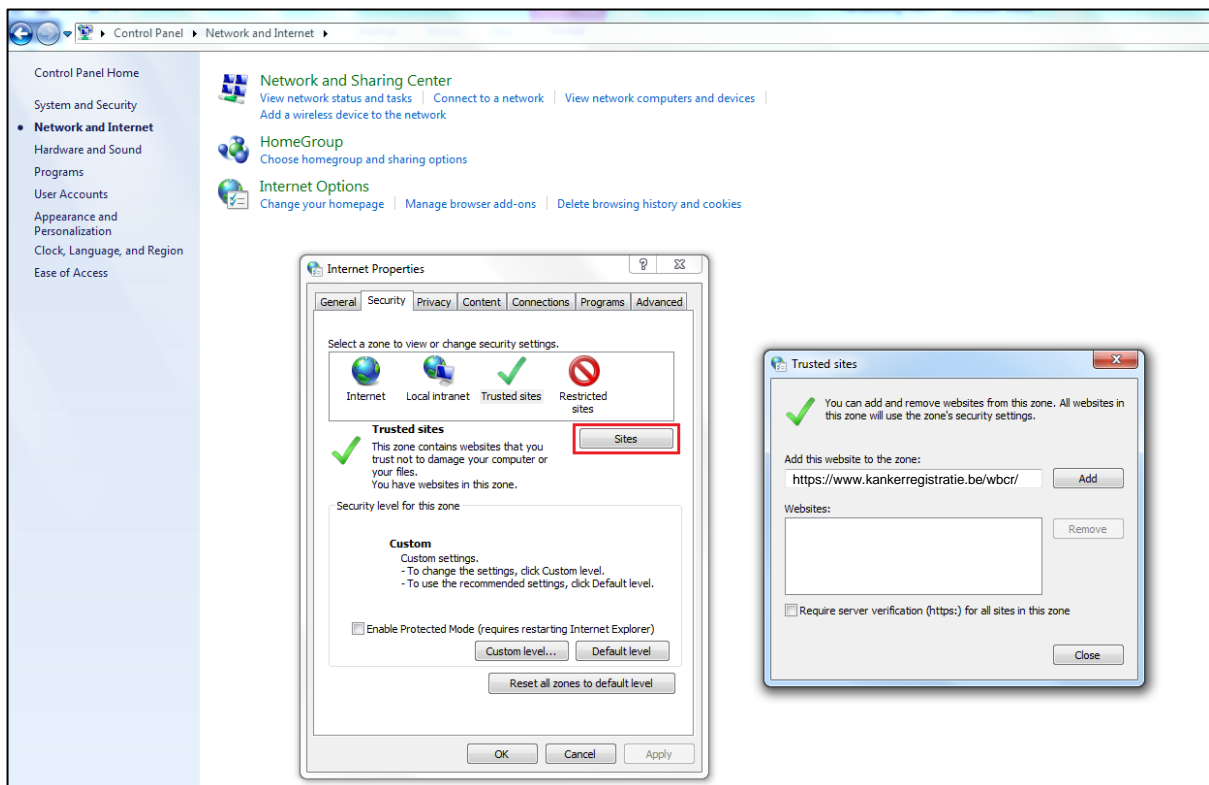 Control Panel Network and Internet
Control Panel Home
System and Security
Network and Internet
Hardware and Sound
Programs
User Accounts
Appearance and
Personalization
Clock, Language, and Region
Ease of Access
Network and Sharing Center
View network status and tasks Connect to a network View network computers and devices
Add a wireless device to the network
HomeGroup
Choose homegroup and sharing options
Internet Options
Change your homepage Manage browser add-ons Delete browsing history and cookies
Internet Properties
General Security Privacy Content Connections Programs Advanced
Select a zone to view or change security settings.
Internet Local intranet Trusted sites Restricted
sites
Trusted sites
Sites
This zone contains websites that you
trust not to damage your computer or
your files.
You have websites in this zone.
Security level for this zone
Custom
Custom settings.
- To change the settings, click Custom level.
- To use the recommended settings, click Default level.
Enable Protected Mode (requires restarting Internet Explorer)
Custom level... Default level
Reset all zones to default level
OK Cancel Apply
Trusted sites
You can add and remove websites from this zone. All websites in
this zone will use the zone's security settings.
Add this website to the zone:
https://www.kankerregistratie.be/wbcr/ Add
Websites:
Remove
Require server verification (https:) for all sites in this zone
Close